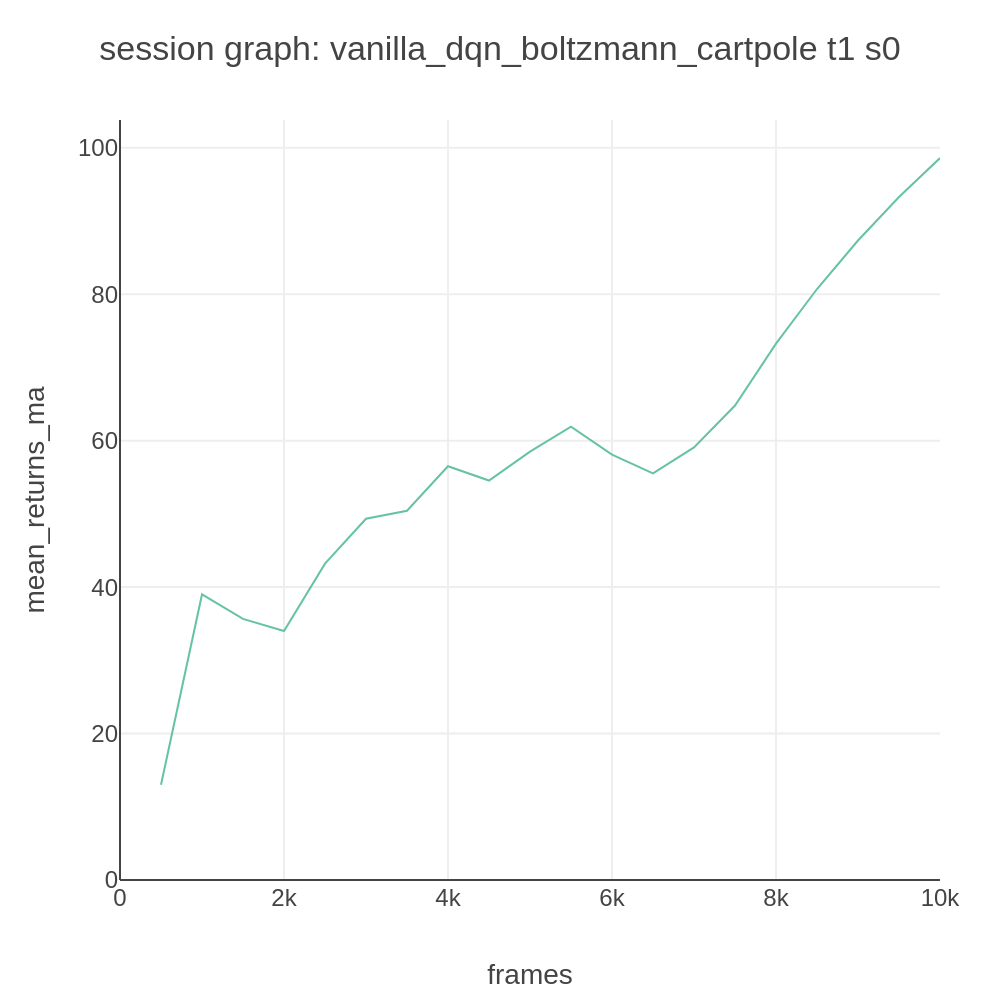 session graph: vanilla_dqn_boltzmann_cartpole t1 s0
mean_returns_ma
100
80
60
40
20
0
0 2k 4k 6k 8k 10k
frames